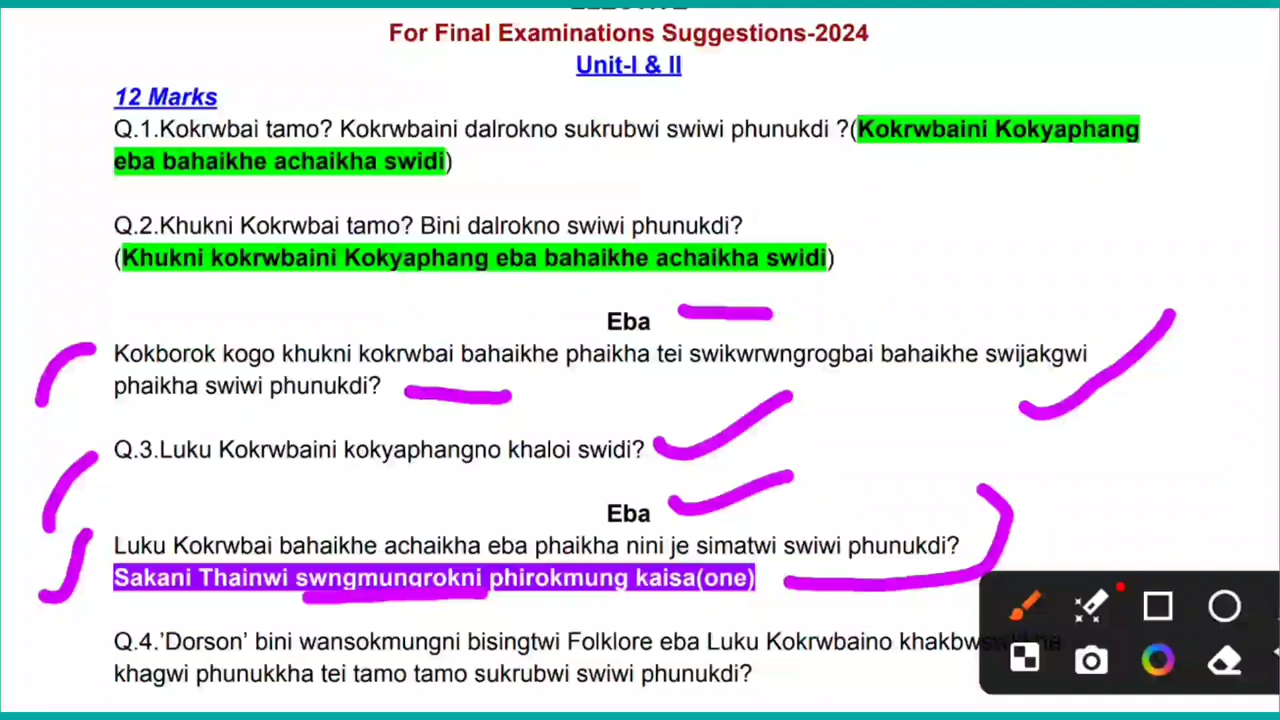 For Final Examinations Suggestions-2024
Unit-I & II
12 Marks
Q.1.Kokrwbai tamo? Kokrwbaini dalrokno sukrubwi swiwi phunukdi ?(Kokrwbaini Kokyaphang
eba bahaikhe achaikha swidi)
Q.2.Khukni Kokrwbai tamo? Bini dalrokno swiwi phunukdi?
(Khukni kokrwbaini Kokyaphang eba bahaikhe achaikha swidi)
Eba
Kokborok kogo khukni kokrwbai bahaikhe phaikha tei swikwrwngrogbai bahaikhe swijakgwi
phaikha swiwi phunukdi?
Q.3.Luku Kokrwbaini kokyaphangno khaloi swidi?
Eba
Luku Kokrwbai bahaikhe achaikha eba phaikha nini je simatwi swiwi phunukdi?
Sakani Thainwi swngmungrokni phirokmung kaisa(one)
Q.4.’Dorson’ bini wansokmungni bisingtwi Folklore eba Luku Kokrwbaino
khagwi phunukkha tei tamo tamo sukrubwi swiwi phunukdi?